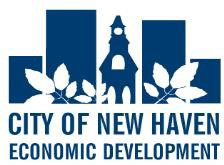 CITY OF NEW HAVEN
ECONOMIC DEVELOPMENT